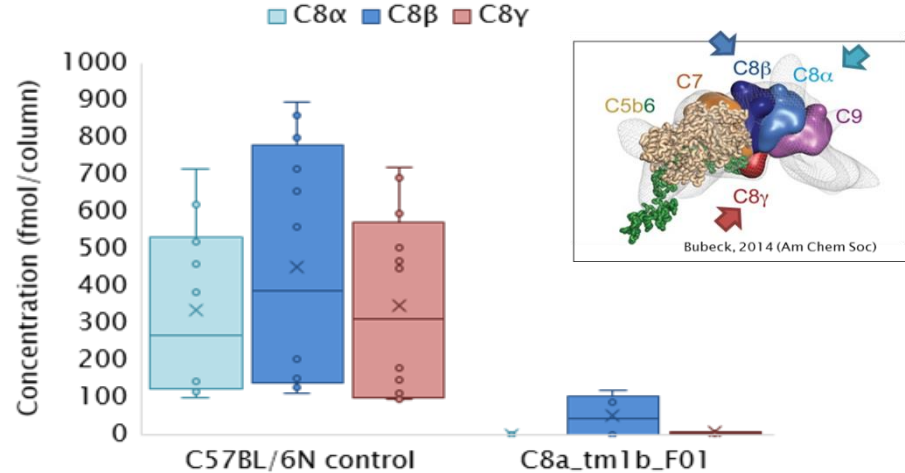 C8α C8β C8γ
Concentration (fmol/column)
1000
900
800
700
600
500
400
300
200
100
0
C57BL/6N control C8a_tm1b_F01
C8β
C7 C8α
C5b6 C9
C8γ
Bubeck, 2014 (Am Chem Soc)